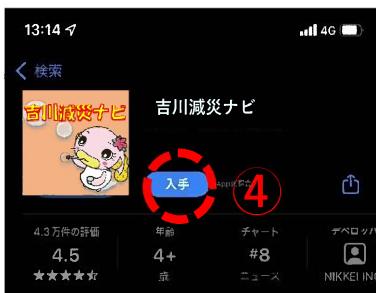 13:14
4G
検索
吉川減災ナビ
吉川減災ナビ
入手
④
4.3万件の評価
年齢
チャート
デベロッパ
4.5
4+
#8
歳
ニュース
NIKKEI INC